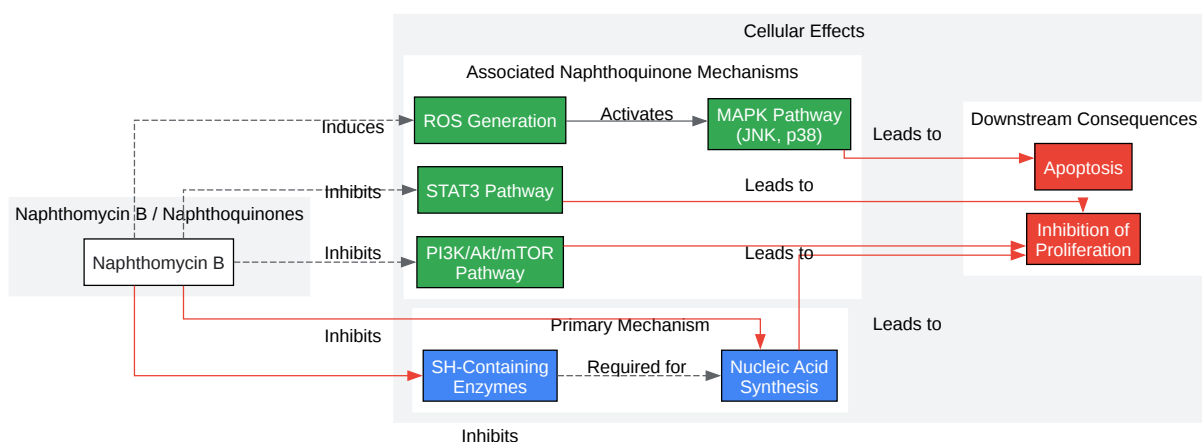 Cellular Effects
Associated Naphthoquinone Mechanisms
ROS Generation
Activates
MAPK Pathway
(JNK, p38)
Leads to
Downstream Consequences
Induces
Apoptosis
STAT3 Pathway
Inhibits
Leads to
Naphthomycin B / Naphthoquinones
Naphthomycin B
Inhibits
PI3K/Akt/mTOR
Pathway
Leads to
Inhibition of
Proliferation
Primary Mechanism
Inhibits
Leads to
SH-Containing
Enzymes
Required for
Nucleic Acid
Synthesis
Inhibits